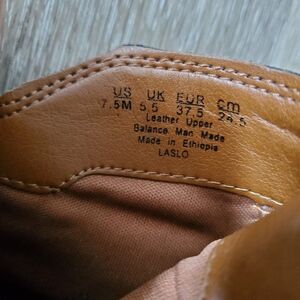 US UK EUR cm
7.5M 5.5 37.5 24.5
Leather Upper
Balance Man Made
Made in Ethiopia
LASLO